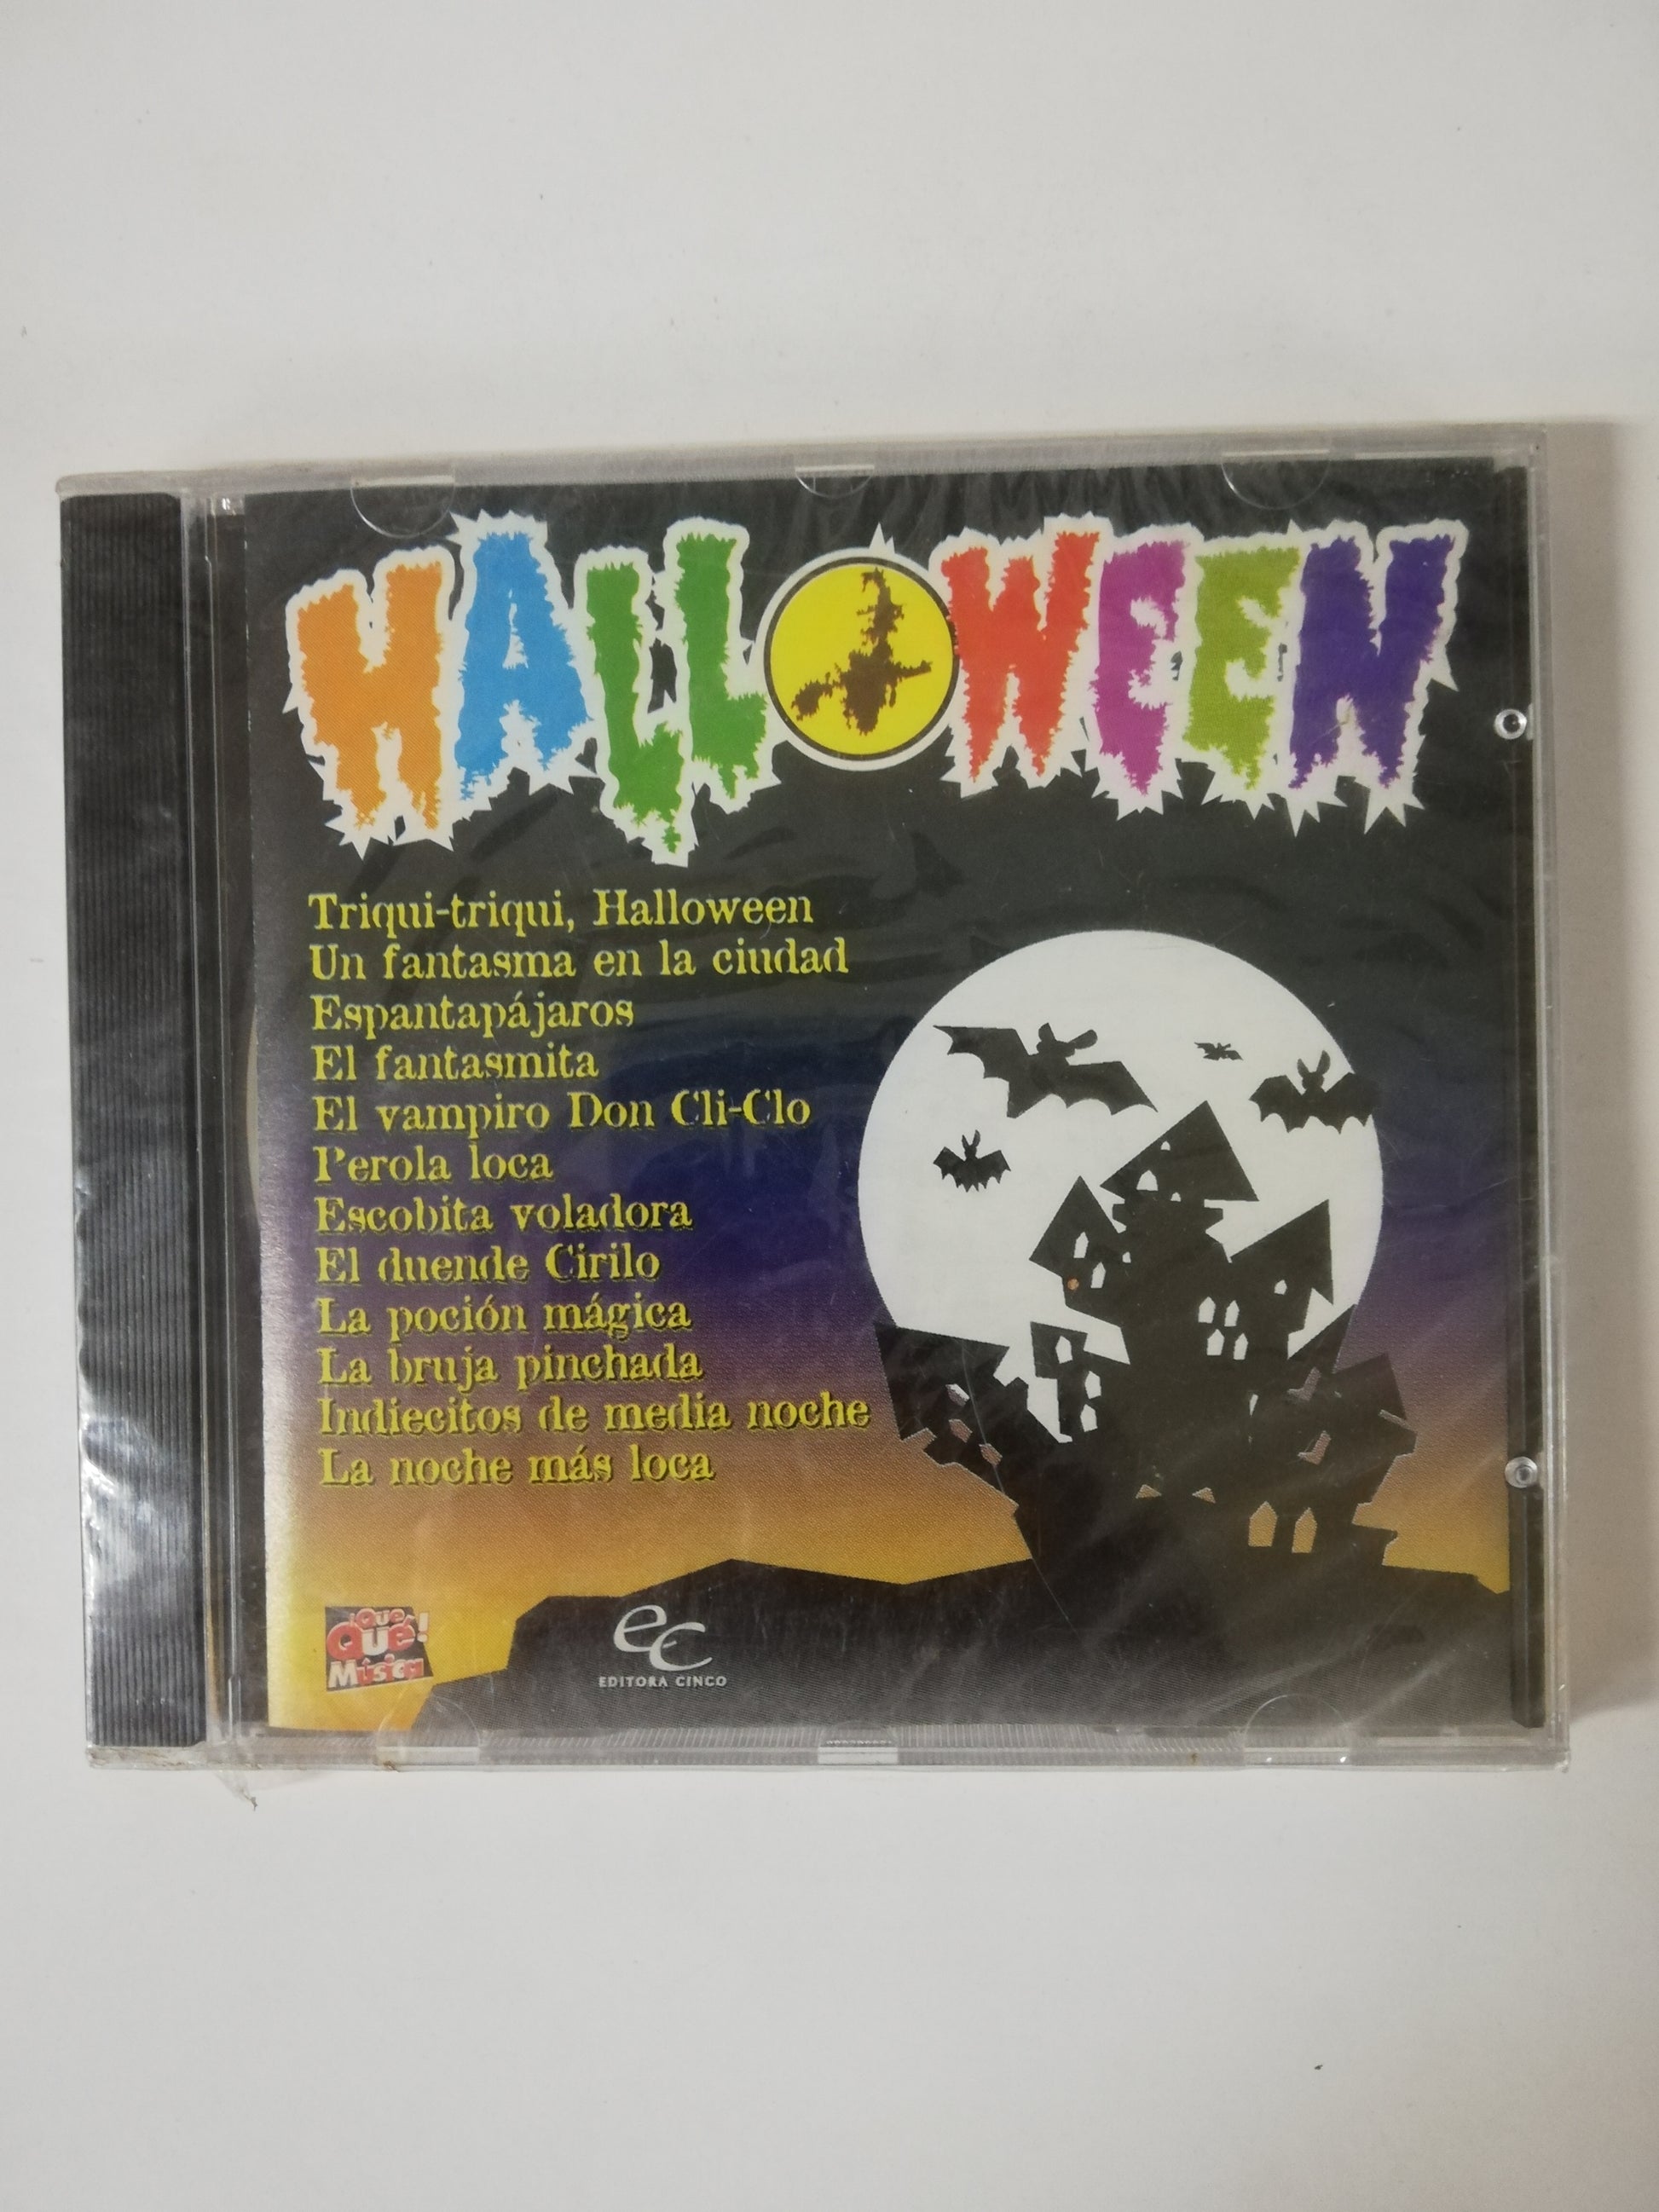 HALLOWEEN
Triqui-triqui, Halloween
Un fantasma en la ciudad
Espantapájaros
El fantasmita
El vampiro Don Cli-Clo
Perola loca
Escobita voladora
El duende Cirilo
La poción mágica
La bruja pinchada
Indiecitos de media noche
La noche más loca
¡Que
Qué!
Música
ec
EDITORA CINCO